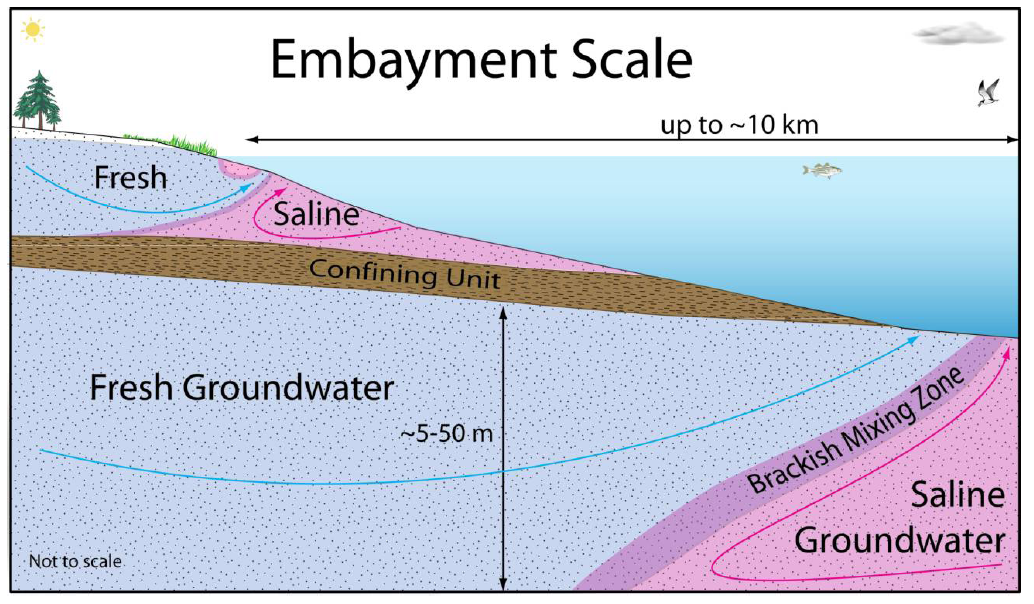 Embayment Scale
up to ~10 km
Fresh
Saline
Confining Unit
Fresh Groundwater
~5-50 m
Brackish Mixing Zone
Saline
Groundwater
Not to scale